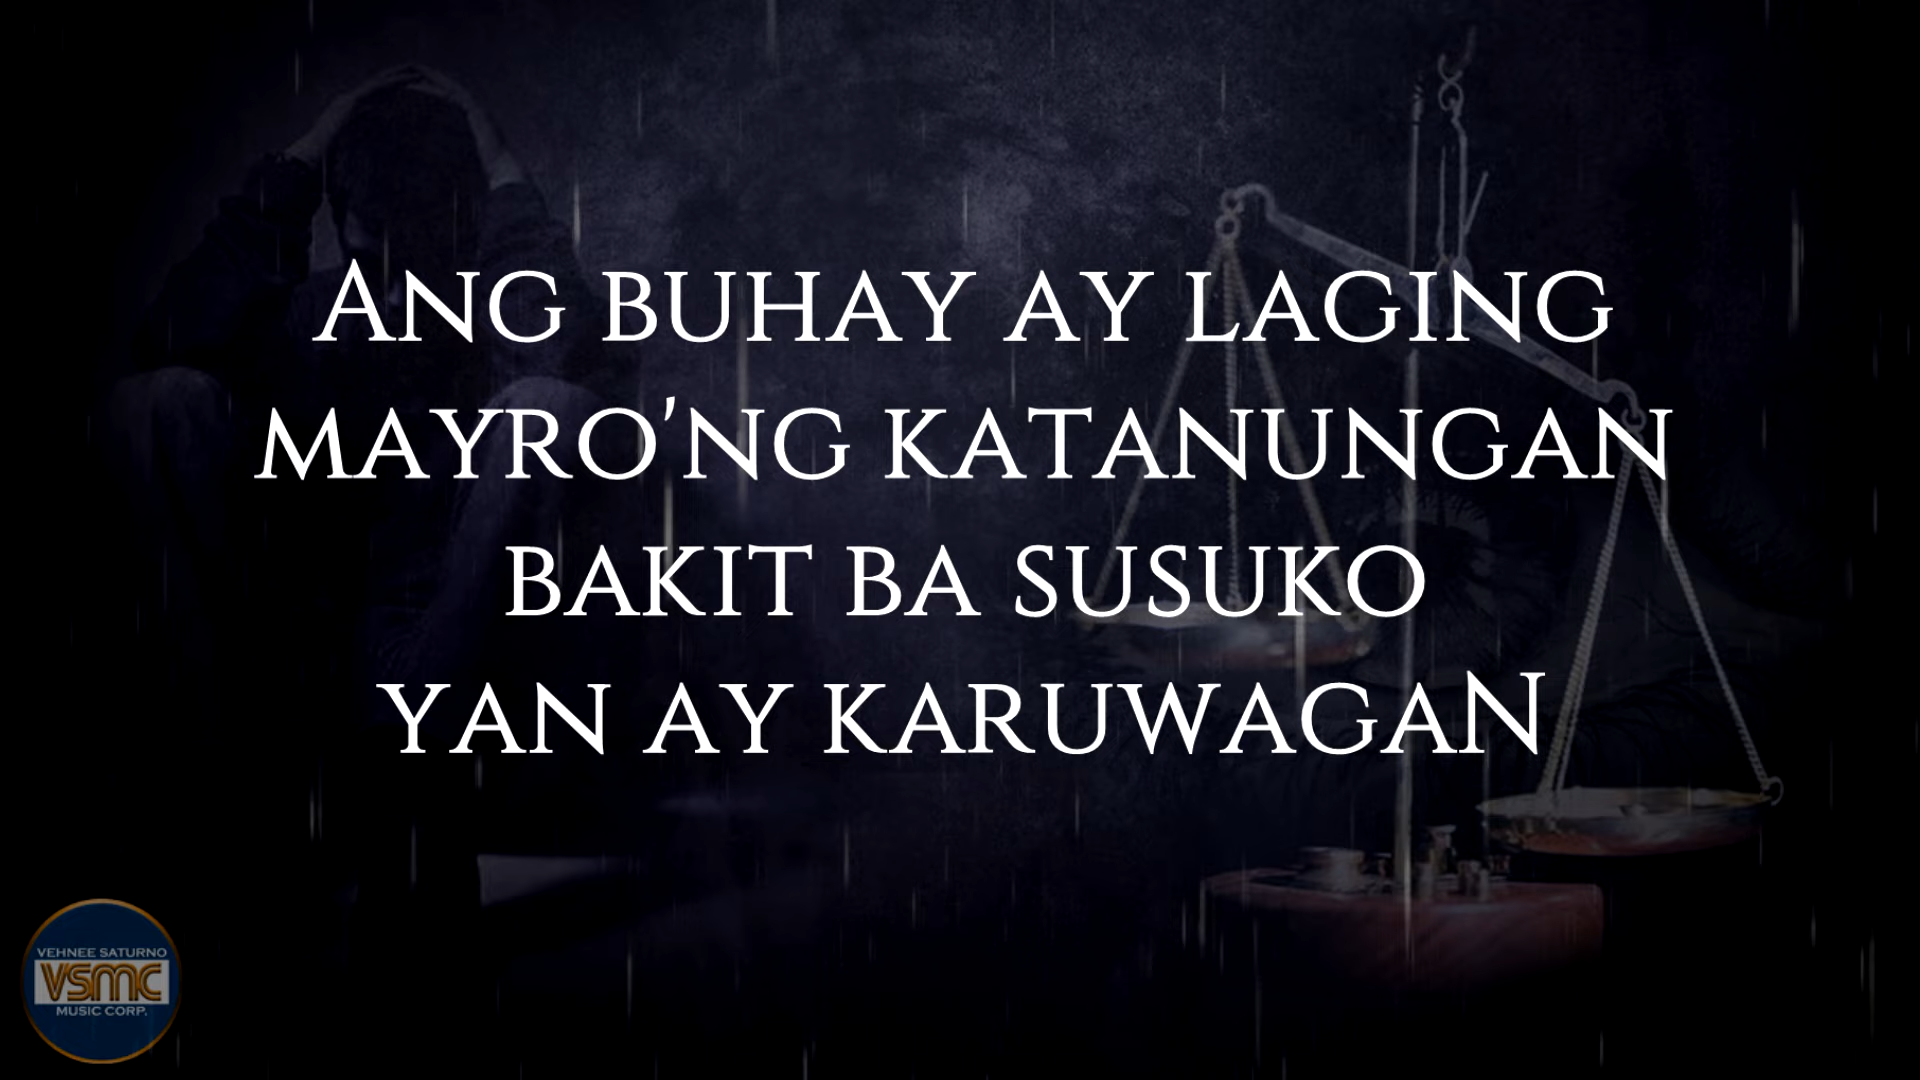 Ang buhay ay laging
mayro'ng katanungan
bakit ba susuko
yan ay karuwagaN
VEHNEE SATURNO
VSMC
MUSIC CORP.